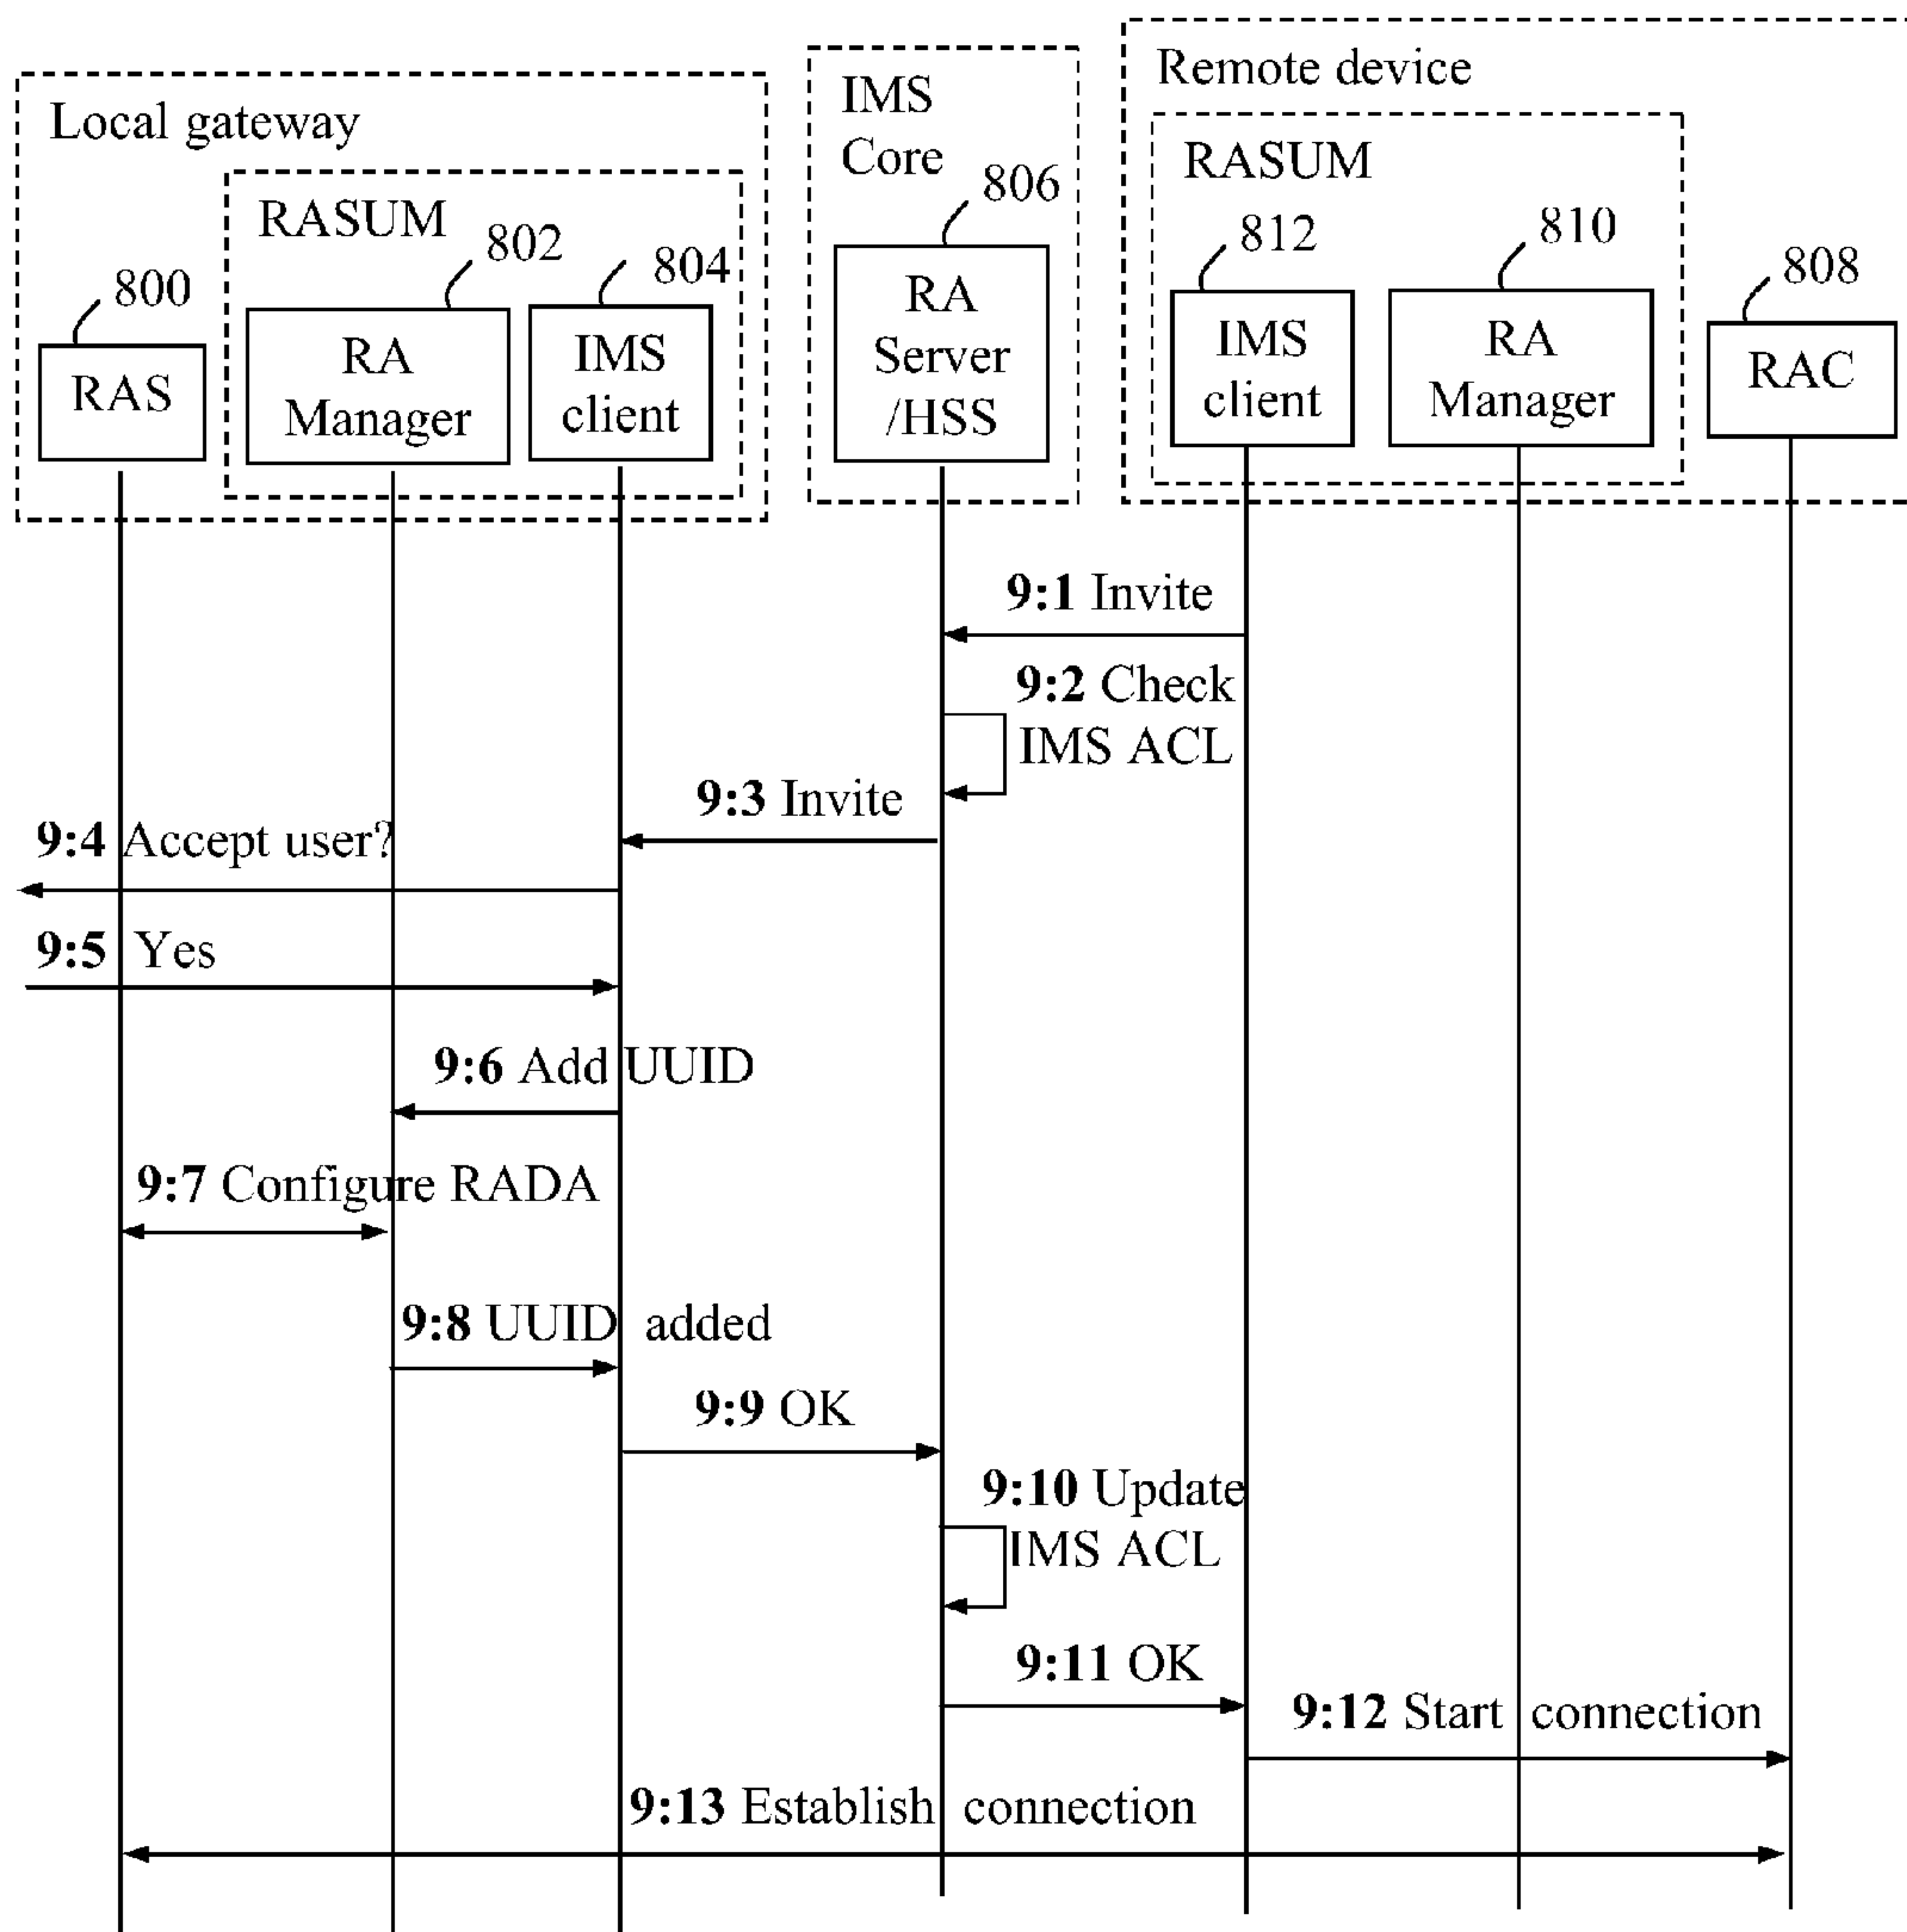 Local gateway
RASUM
800
RAS
802
RA
Manager
804
IMS
client
IMS
Core
806
RA
Server
/HSS
Remote device
RASUM
812
IMS
client
810
RA
Manager
808
RAC
9:1 Invite
9:2 Check
IMS ACL
9:3 Invite
9:4 Accept user?
9:5 Yes
9:6 Add UUID
9:7 Configure RADA
9:8 UUID added
9:9 OK
9:10 Update
IMS ACL
9:11 OK
9:12 Start connection
9:13 Establish connection